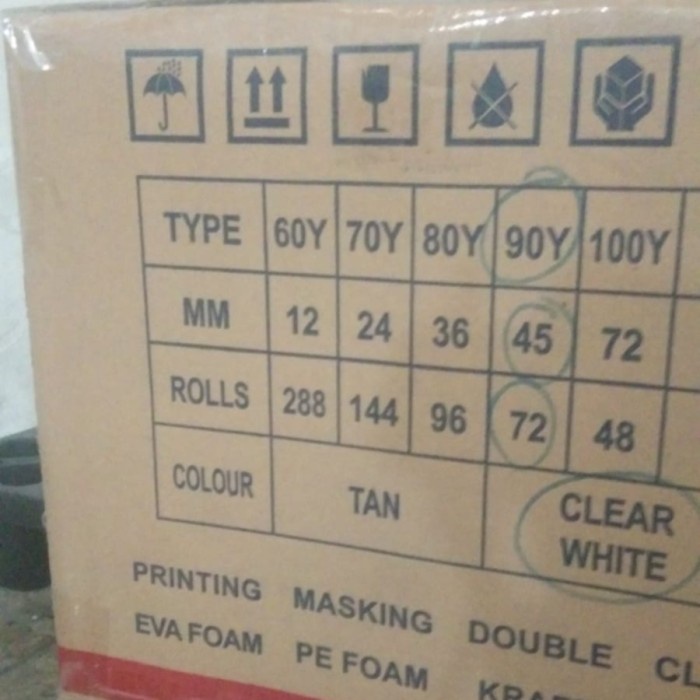 TYPE 60Y 70Y 80Y 90Y 100Y
MM 12 24 36 45 72
ROLLS 288 144 96 72 48
COLOUR TAN CLEAR
WHITE
PRINTING MASKING DOUBLE
EVA FOAM PE FOAM